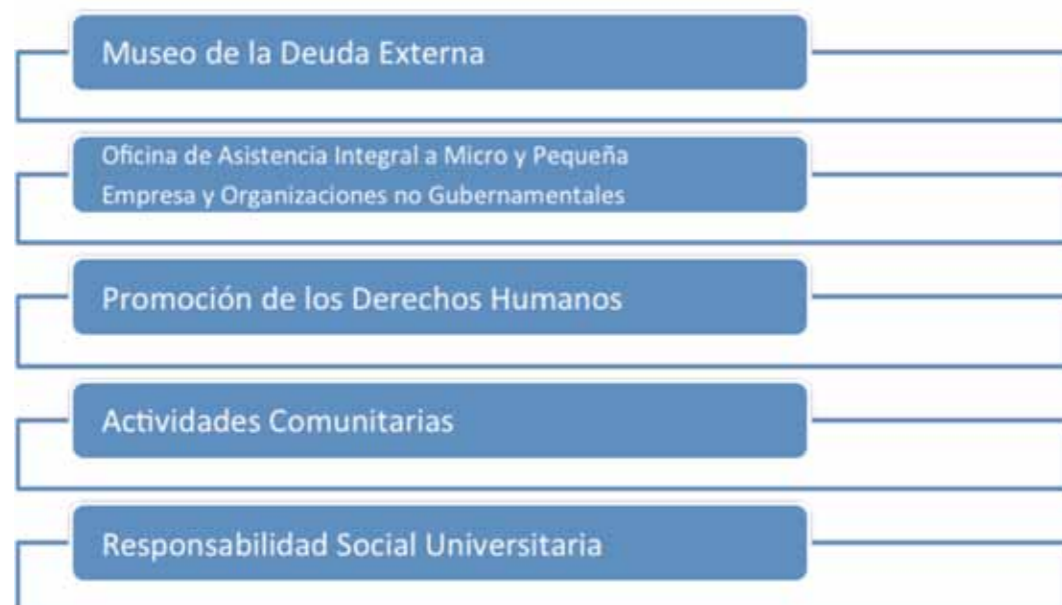 Museo de la Deuda Externa
Oficina de Asistencia Integral a Micro y Pequeña
Empresa y Organizaciones no Gubernamentales
Promoción de los Derechos Humanos
Actividades Comunitarias
Responsabilidad Social Universitaria